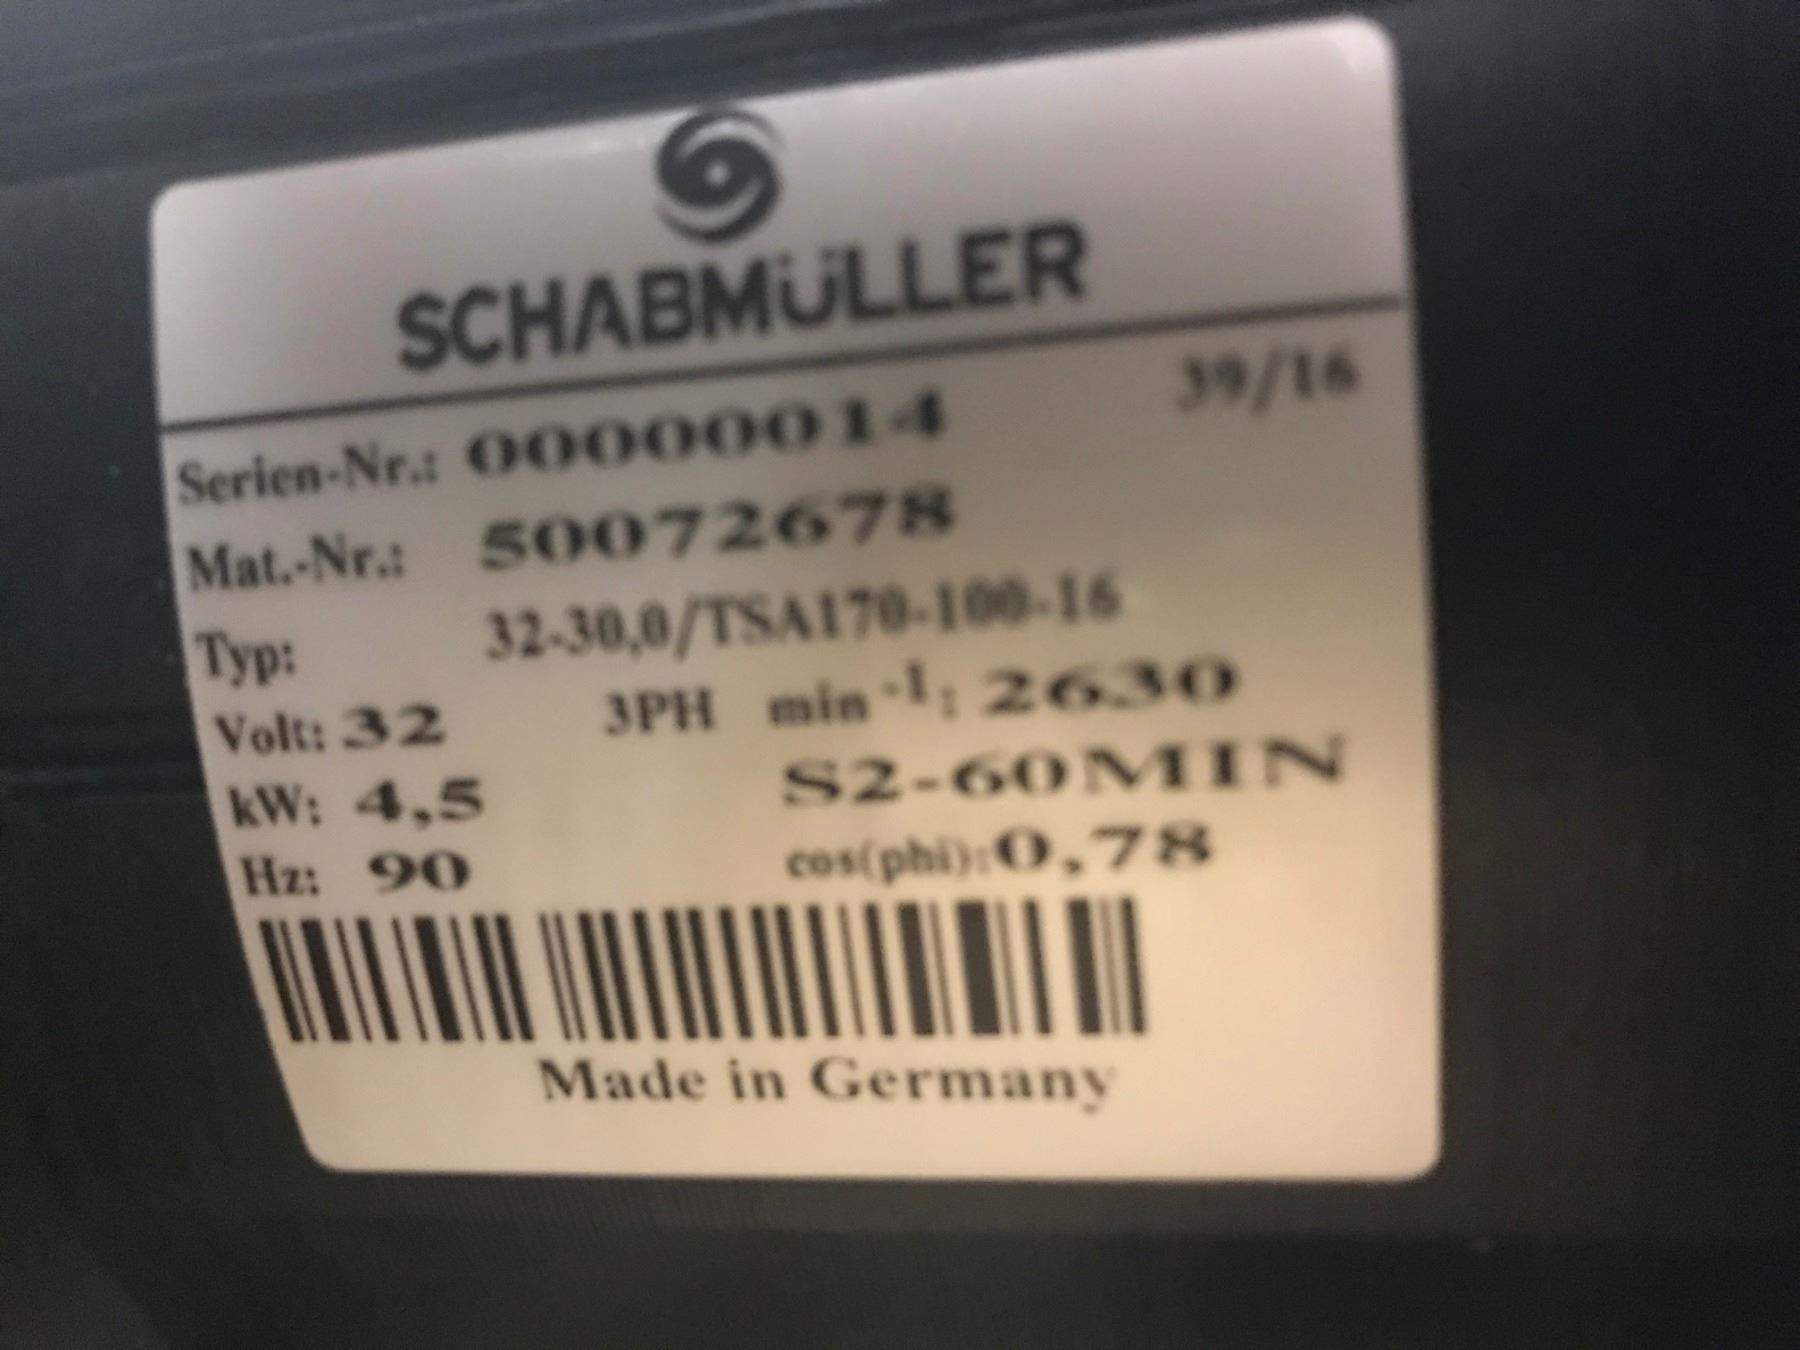 SCHABMÜLLER
39/16
Serien-Nr.: 00000014
Mat.-Nr.: 50072678
Typ: 32-30,0/TSA170-100-16
Volt: 32 3PH min -1: 2630
kW: 4,5 S2-60MIN
Hz: 90 cos(phi):0,78
Made in Germany